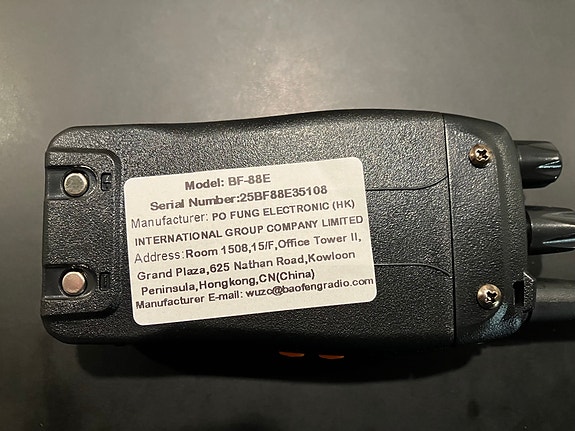 Model: BF-88E
Serial Number:25BF88E35108
Manufacturer: PO FUNG ELECTRONIC (HK)
INTERNATIONAL GROUP COMPANY LIMITED
Address:Room 1508,15/F,Office Tower II,
Grand Plaza,625 Nathan Road,Kowloon
Peninsula,Hongkong,CN(China)
Manufacturer E-mail: wuzc@baofengradio.com